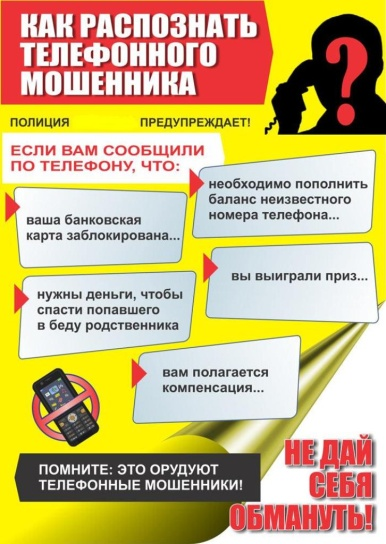 КАК РАСПОЗНАТЬ
ТЕЛЕФОННОГО
МОШЕННИКА
?
ПОЛИЦИЯ ПРЕДУПРЕЖДАЕТ!
ЕСЛИ ВАМ СООБЩИЛИ
ПО ТЕЛЕФОНУ, ЧТО:
необходимо пополнить
баланс неизвестного
номера телефона...
ваша банковская
карта заблокирована...
вы выиграли приз...
нужны деньги, чтобы
спасти попавшего
в беду родственника
вам полагается
компенсация...
ПОМНИТЕ: ЭТО ОРУДУЮТ
ТЕЛЕФОННЫЕ МОШЕННИКИ!
НЕ ДАЙ
СЕБЯ
ОБМАНУТЬ!